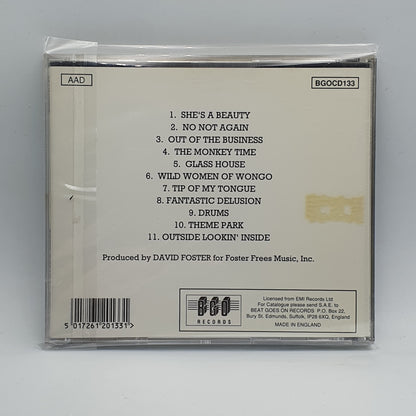 AAD
BGOCD133
1. SHE'S A BEAUTY
2. NO NOT AGAIN
3. OUT OF THE BUSINESS
4. THE MONKEY TIME
5. GLASS HOUSE
6. WILD WOMEN OF WONGO
7. TIP OF MY TONGUE
8. FANTASTIC DELUSION
9. DRUMS
10. THEME PARK
11. OUTSIDE LOOKIN' INSIDE
Produced by DAVID FOSTER for Foster Frees Music, Inc.
5 017261 201331 >
BGO
RECORDS
Licensed from EMI Records Ltd
For Catalogue please send S.A.E. to
BEAT GOES ON RECORDS P.O. Box 22,
Bury St. Edmunds, Suffolk, IP28 6XQ, England
MADE IN ENGLAND